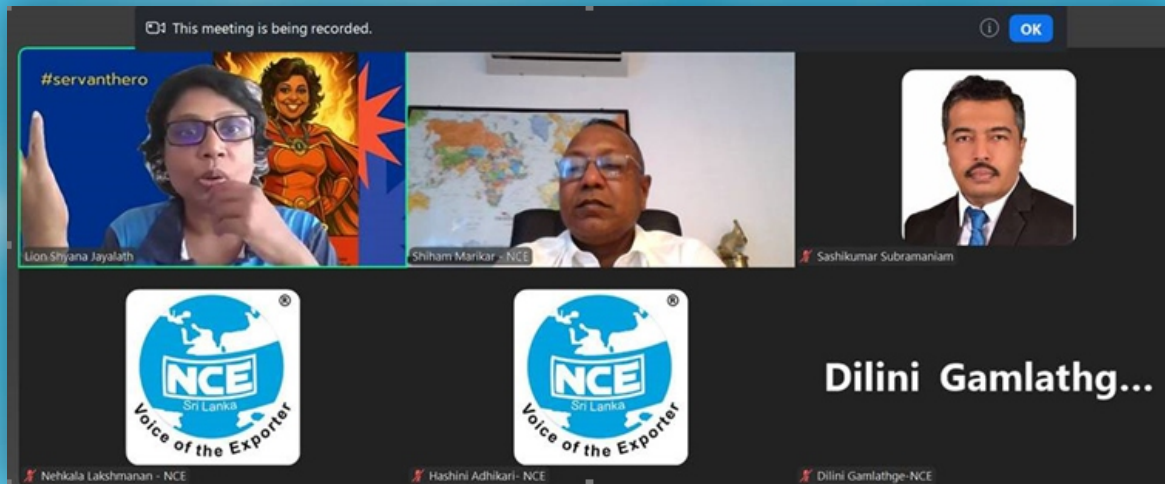 This meeting is being recorded.
OK
#servanthero
Lion Shyana Jayalath
Shiham Marikar - NCE
Sashikumar Subramaniam
®
NCE
Sri Lanka
Voice of the Exporter
Nehkala Lakshmanan - NCE
®
NCE
Sri Lanka
Voice of the Exporter
Hashini Adhikari- NCE
Dilini Gamlathg...
Dilini Gamlathge-NCE